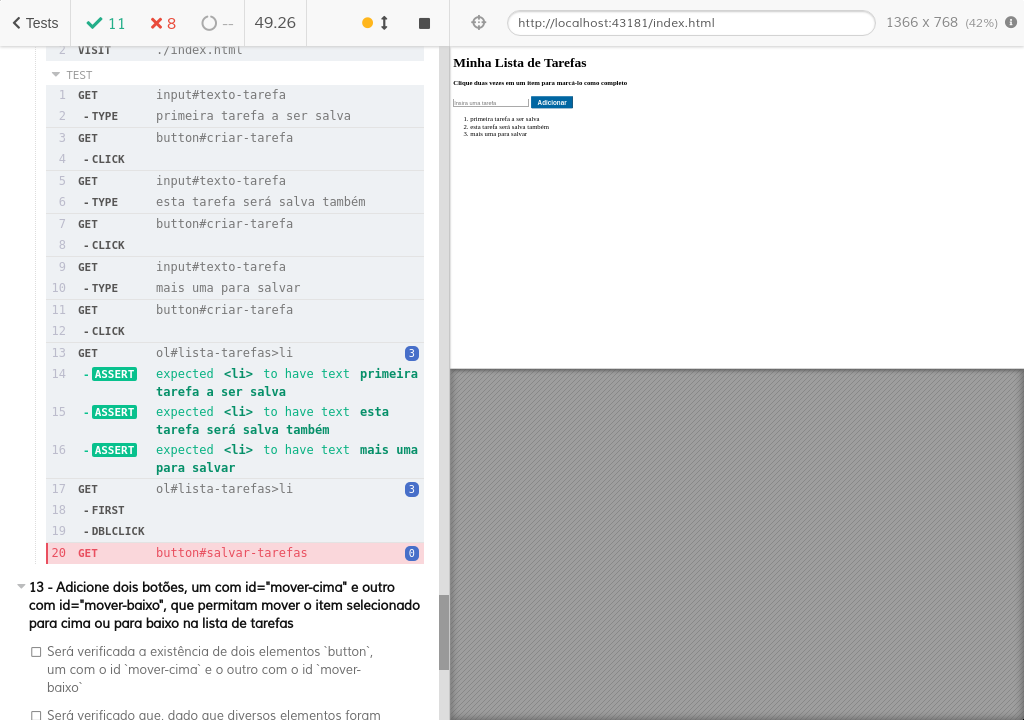 Tests 11 8 -- 49.26 http://localhost:43181/index.html 1366 x 768 (42%)
2 VISIT ./index.html
TEST
1 GET input#texto-tarefa
2 - TYPE primeira tarefa a ser salva
3 GET button#criar-tarefa
4 - CLICK
5 GET input#texto-tarefa
6 - TYPE esta tarefa será salva também
7 GET button#criar-tarefa
8 - CLICK
9 GET input#texto-tarefa
10 - TYPE mais uma para salvar
11 GET button#criar-tarefa
12 - CLICK
13 GET ol#lista-tarefas>li 3
14 - ASSERT expected <li> to have text primeira
tarefa a ser salva
15 - ASSERT expected <li> to have text esta
tarefa será salva também
16 - ASSERT expected <li> to have text mais uma
para salvar
17 GET ol#lista-tarefas>li 3
18 - FIRST
19 - DBLCLICK
20 GET button#salvar-tarefas 0
13 - Adicione dois botões, um com id="mover-cima" e outro
com id="mover-baixo", que permitam mover o item selecionado
para cima ou para baixo na lista de tarefas
Será verificada a existência de dois elementos `button`,
um com o id `mover-cima` e o outro com o id `mover-
baixo`
Será verificado que, dado que diversos elementos foram
Minha Lista de Tarefas
Clique duas vezes em um item para marcá-lo como completo
Insira uma tarefa Adicionar
1. primeira tarefa a ser salva
2. esta tarefa será salva também
3. mais uma para salvar